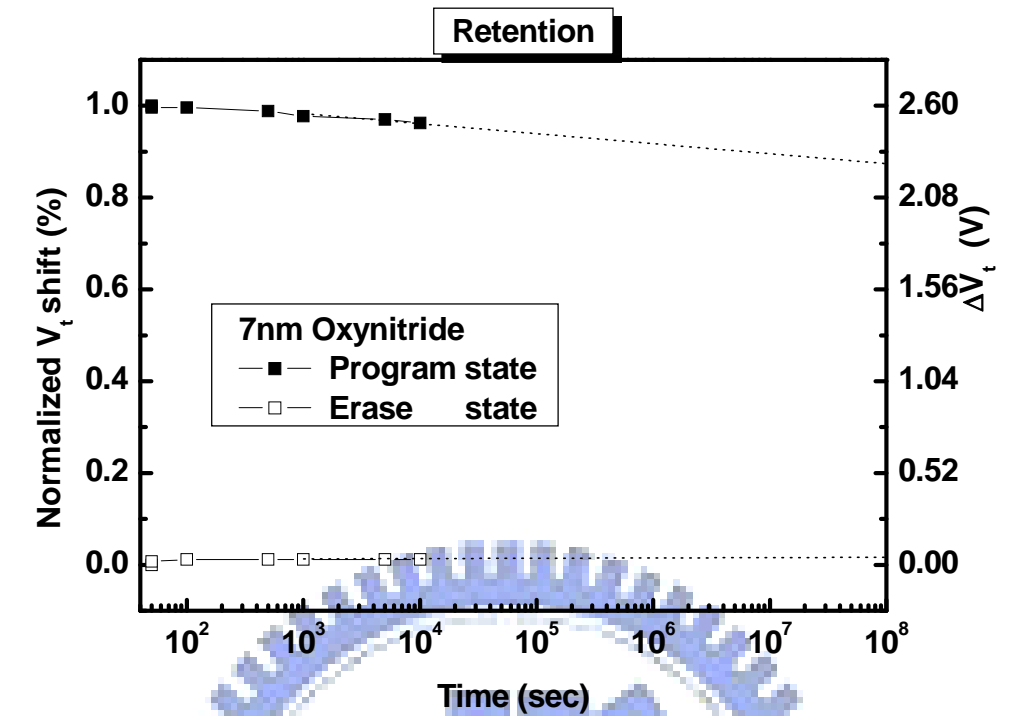 Retention
Normalized Vt shift (%)
1.0
0.8
0.6
0.4
0.2
0.0
2.60
2.08
1.56
1.04
0.52
0.00
ΔVt (V)
7nm Oxynitride
Program state
Erase state
10^2 10^3 10^4 10^5 10^6 10^7 10^8
Time (sec)